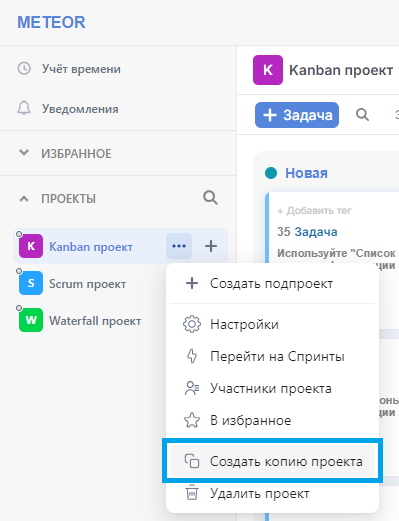 METEOR
Учёт времени
Уведомления
ИЗБРАННОЕ
ПРОЕКТЫ
K Kanban проект
S Scrum проект
W Waterfall проект
K Kanban проект
+ Задача
Новая
+ Добавить тег
35 Задача
Используйте "Список
Создать подпроект
Настройки
Перейти на Спринты
Участники проекта
В избранное
Создать копию проекта
Удалить проект